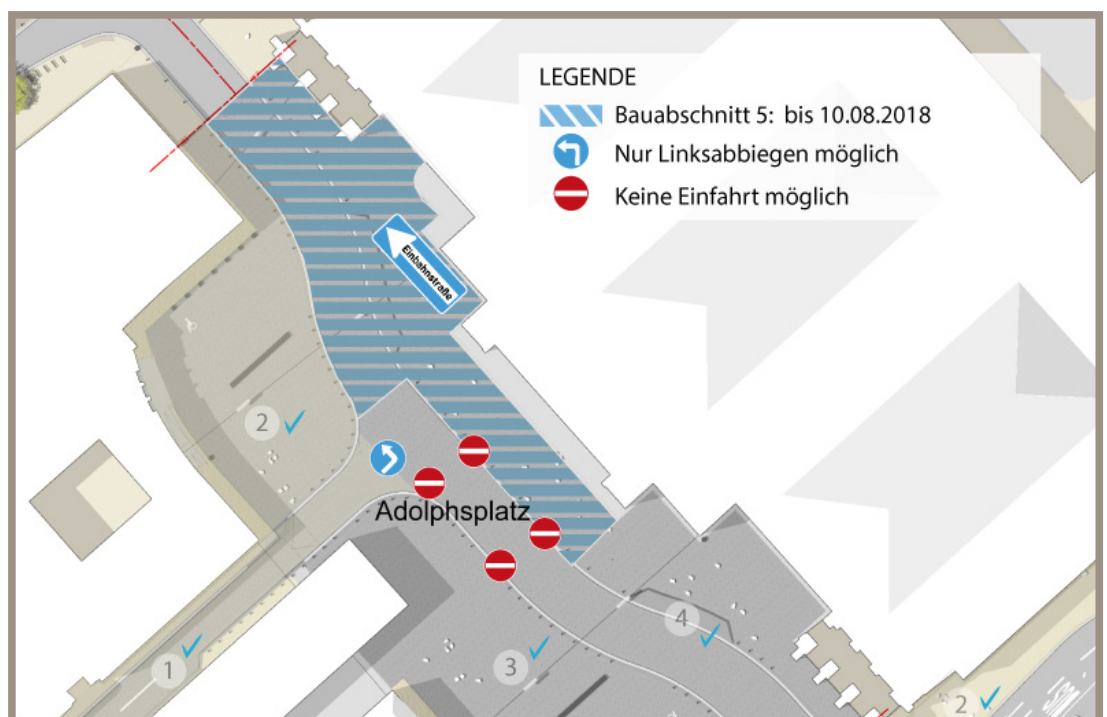 LEGENDE
Bauabschnitt 5: bis 10.08.2018
Nur Linksabbiegen möglich
Keine Einfahrt möglich
Einbahnstraße
2
Adolphsplatz
4
3
1
2